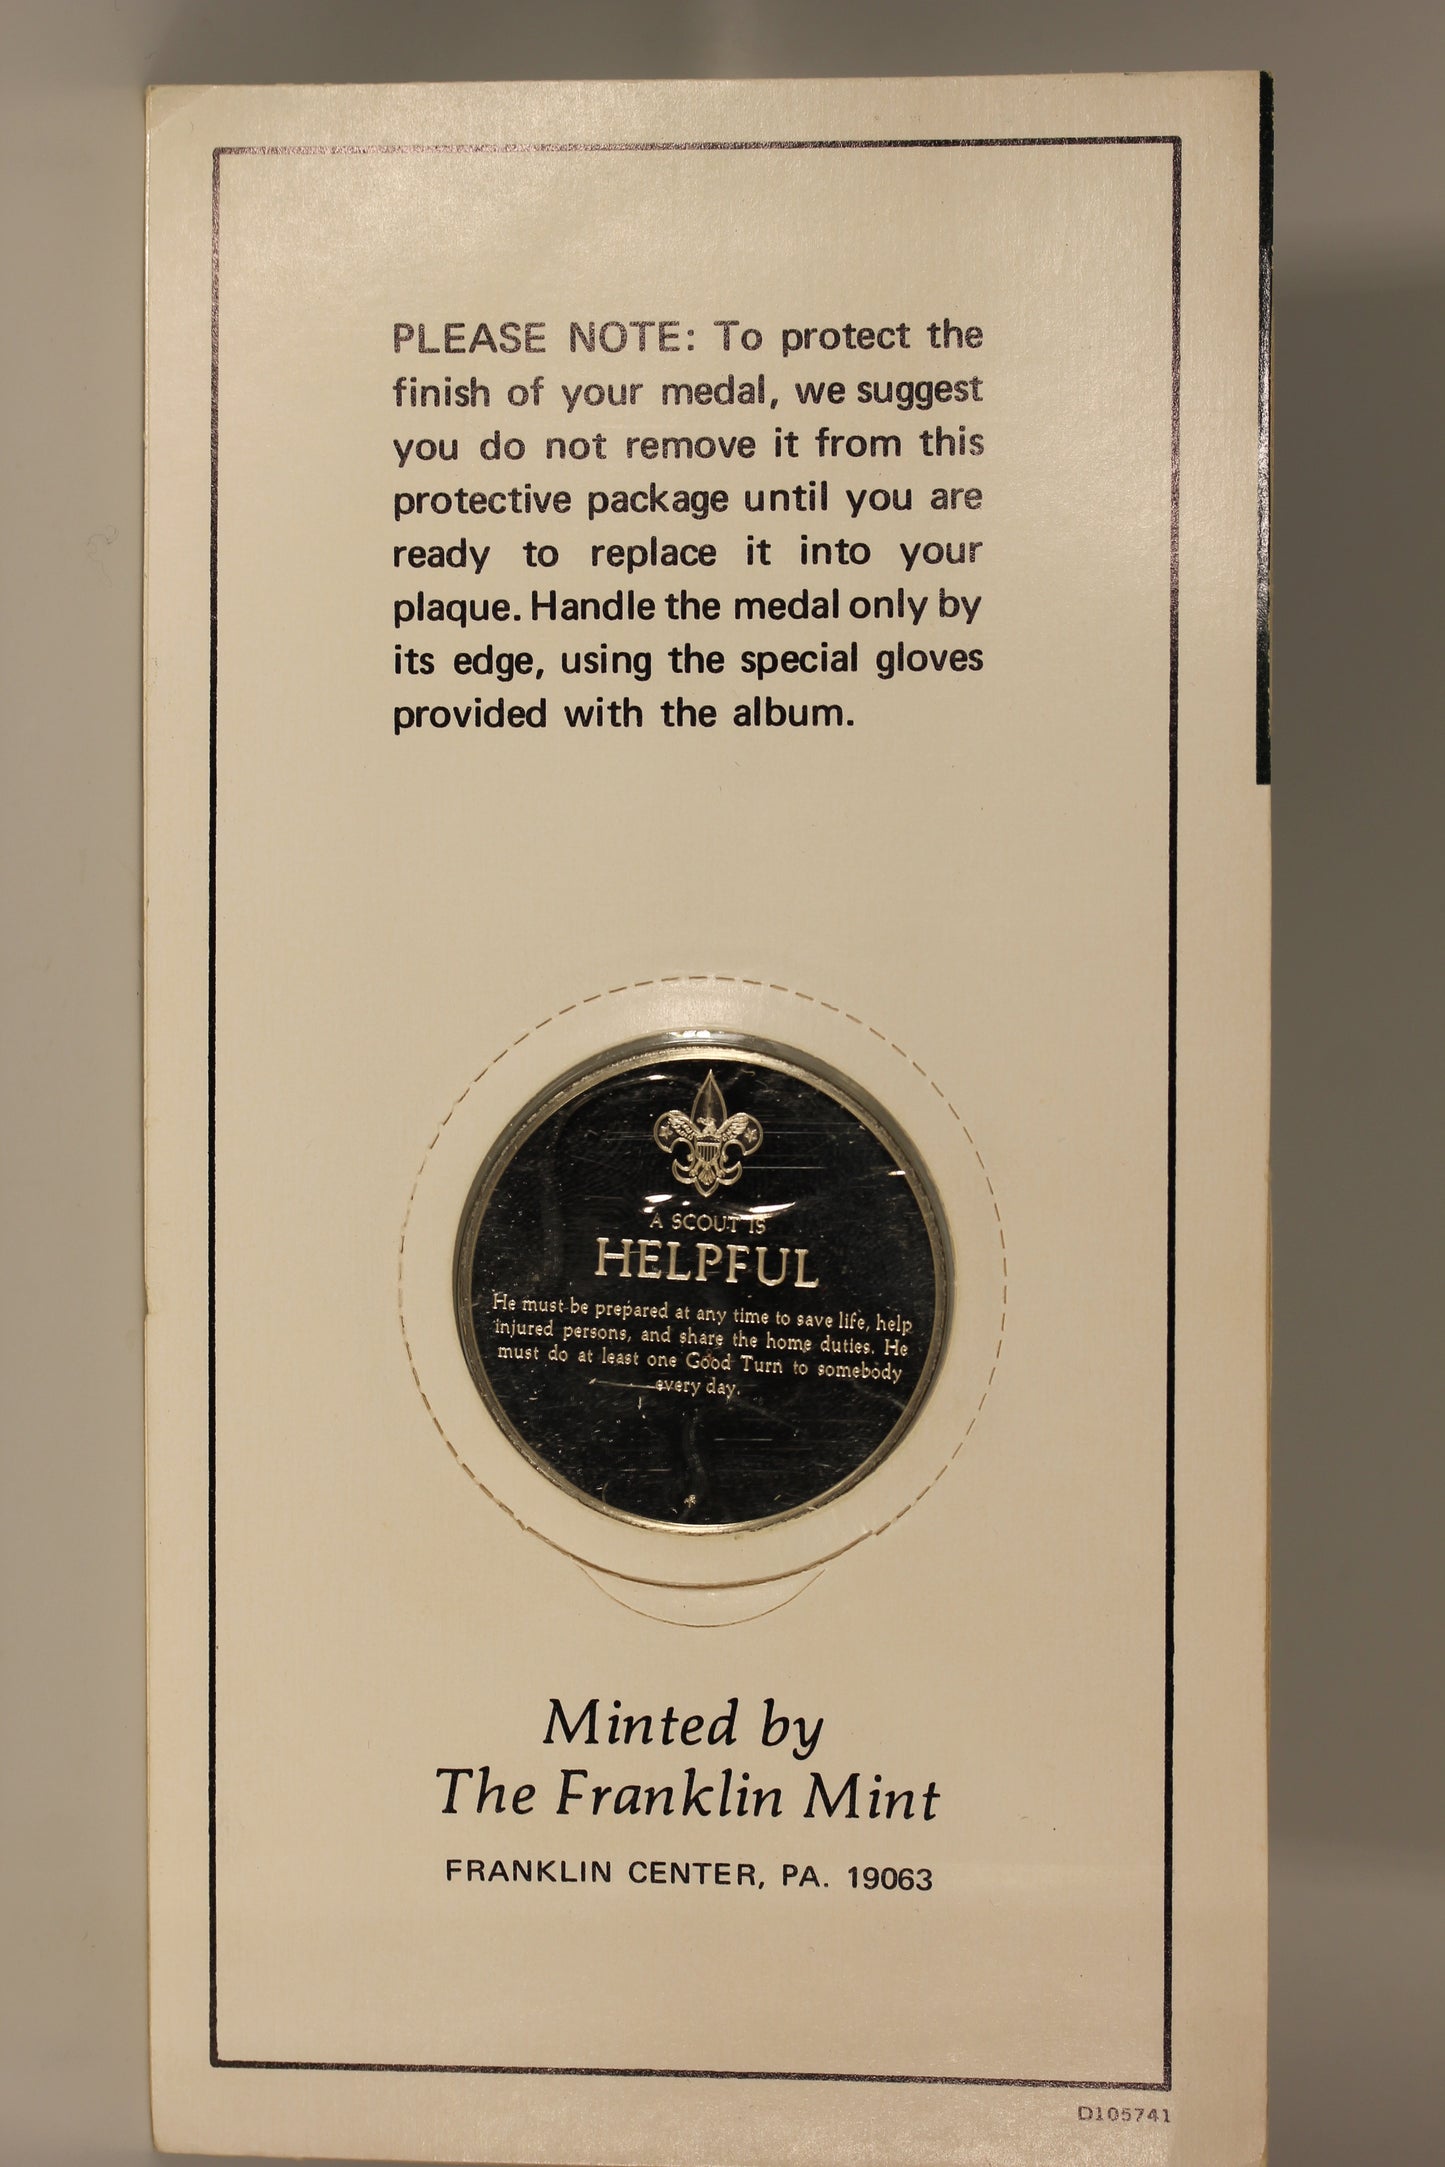 PLEASE NOTE: To protect the
finish of your medal, we suggest
you do not remove it from this
protective package until you are
ready to replace it into your
plaque. Handle the medal only by
its edge, using the special gloves
provided with the album.
A SCOUT IS
HELPFUL
He must be prepared at any time to save life, help
injured persons, and share the home duties. He
must do at least one Good Turn to somebody
every day.
Minted by
The Franklin Mint
FRANKLIN CENTER, PA. 19063
D105741